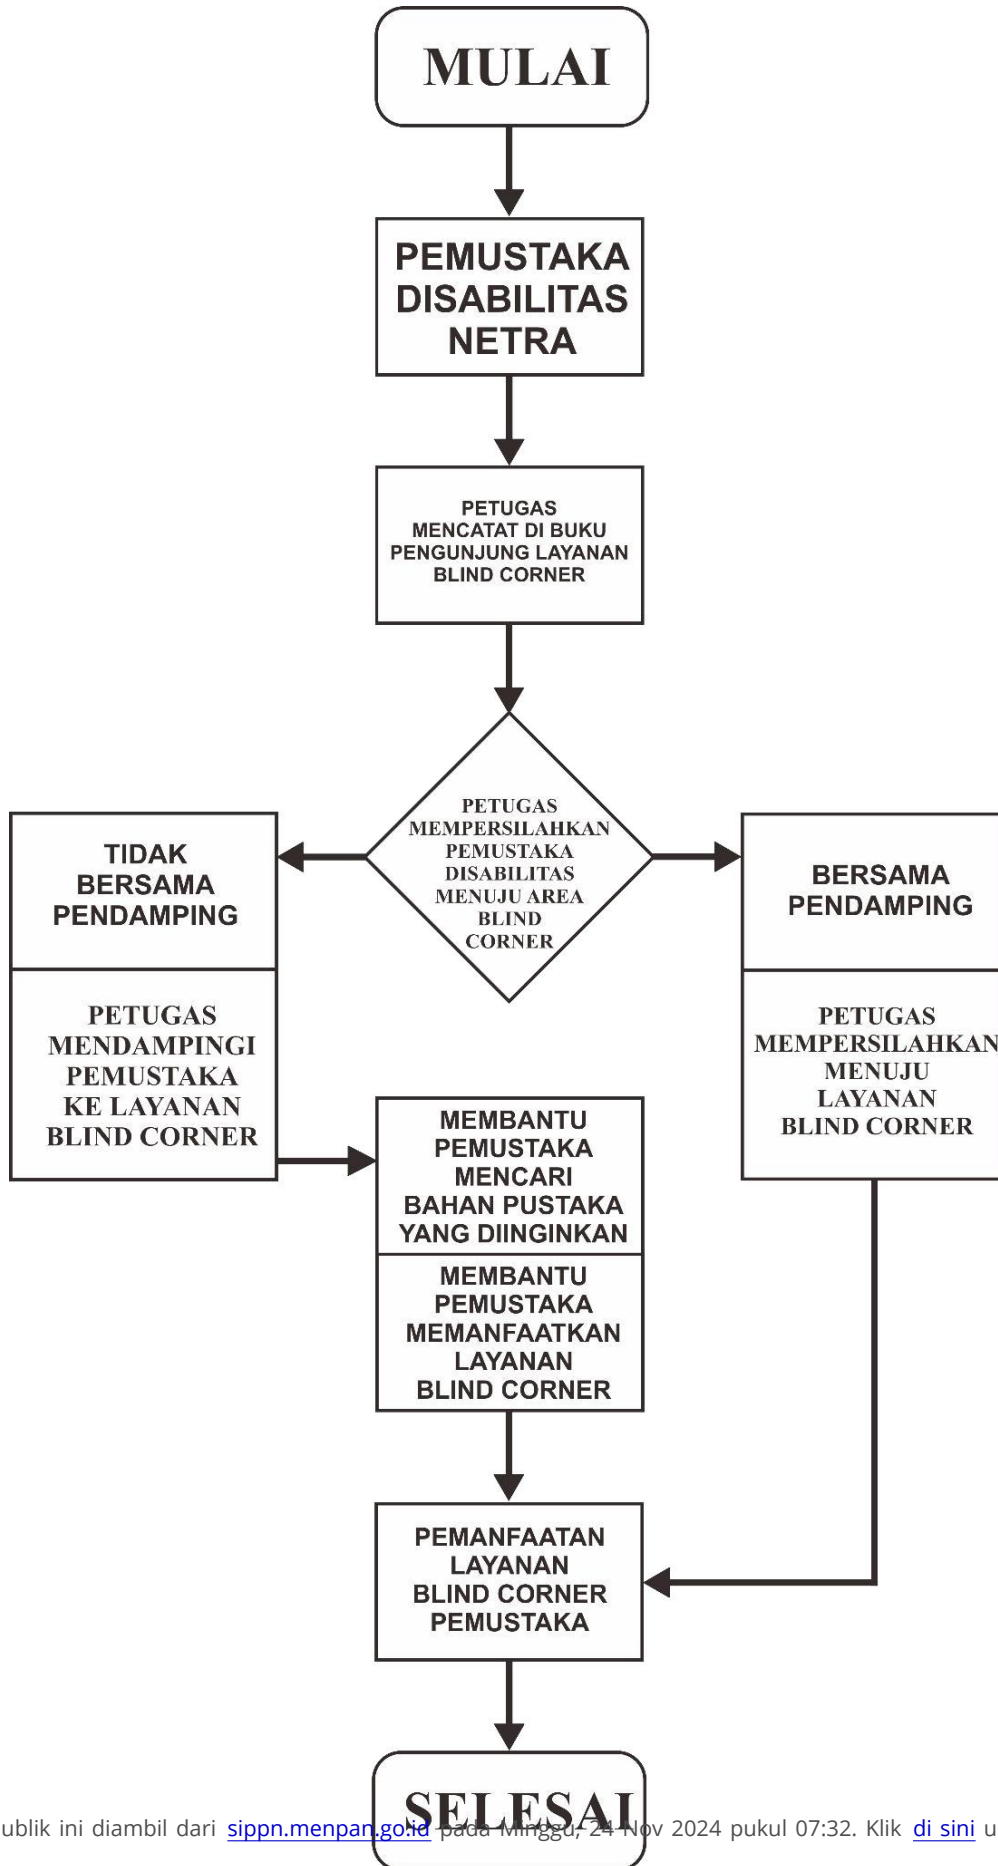 MULAI
PEMUSTAKA
DISABILITAS
NETRA
PETUGAS
MENCATAT DI BUKU
PENGUNJUNG LAYANAN
BLIND CORNER
PETUGAS
MEMPERSILAHKAN
PEMUSTAKA
DISABILITAS
MENUJU AREA
BLIND
CORNER
TIDAK
BERSAMA
PENDAMPING
PETUGAS
MENDAMPINGI
PEMUSTAKA
KE LAYANAN
BLIND CORNER
BERSAMA
PENDAMPING
PETUGAS
MEMPERSILAHKAN
MENUJU
LAYANAN
BLIND CORNER
MEMBANTU
PEMUSTAKA
MENCARI
BAHAN PUSTAKA
YANG DIINGINKAN
MEMBANTU
PEMUSTAKA
MEMANFAATKAN
LAYANAN
BLIND CORNER
PEMANFAATAN
LAYANAN
BLIND CORNER
PEMUSTAKA
SELESAI
ublik ini diambil dari sippn.menpan.go.id pada Minggu, 24 Nov 2024 pukul 07:32. Klik di sini u